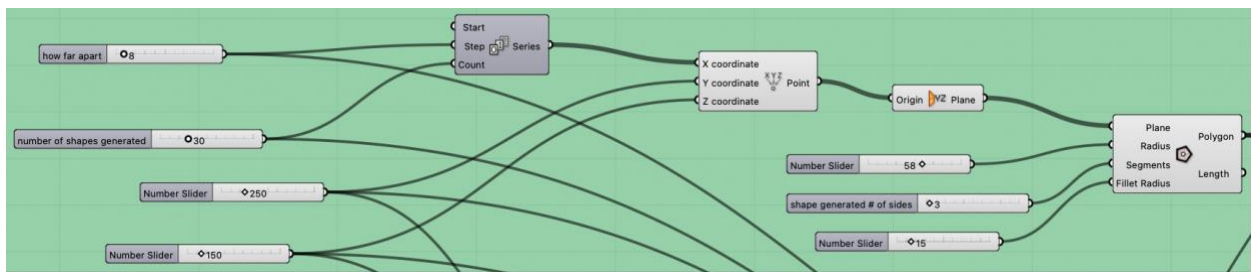 how far apart 8
number of shapes generated 30
Number Slider 250
Number Slider 150
Start
Step Series
Count
X coordinate
Y coordinate XYZ Point
Z coordinate
Origin YZ Plane
Number Slider 58
shape generated # of sides 3
Number Slider 15
Plane
Radius Polygon
Segments
Length
Fillet Radius